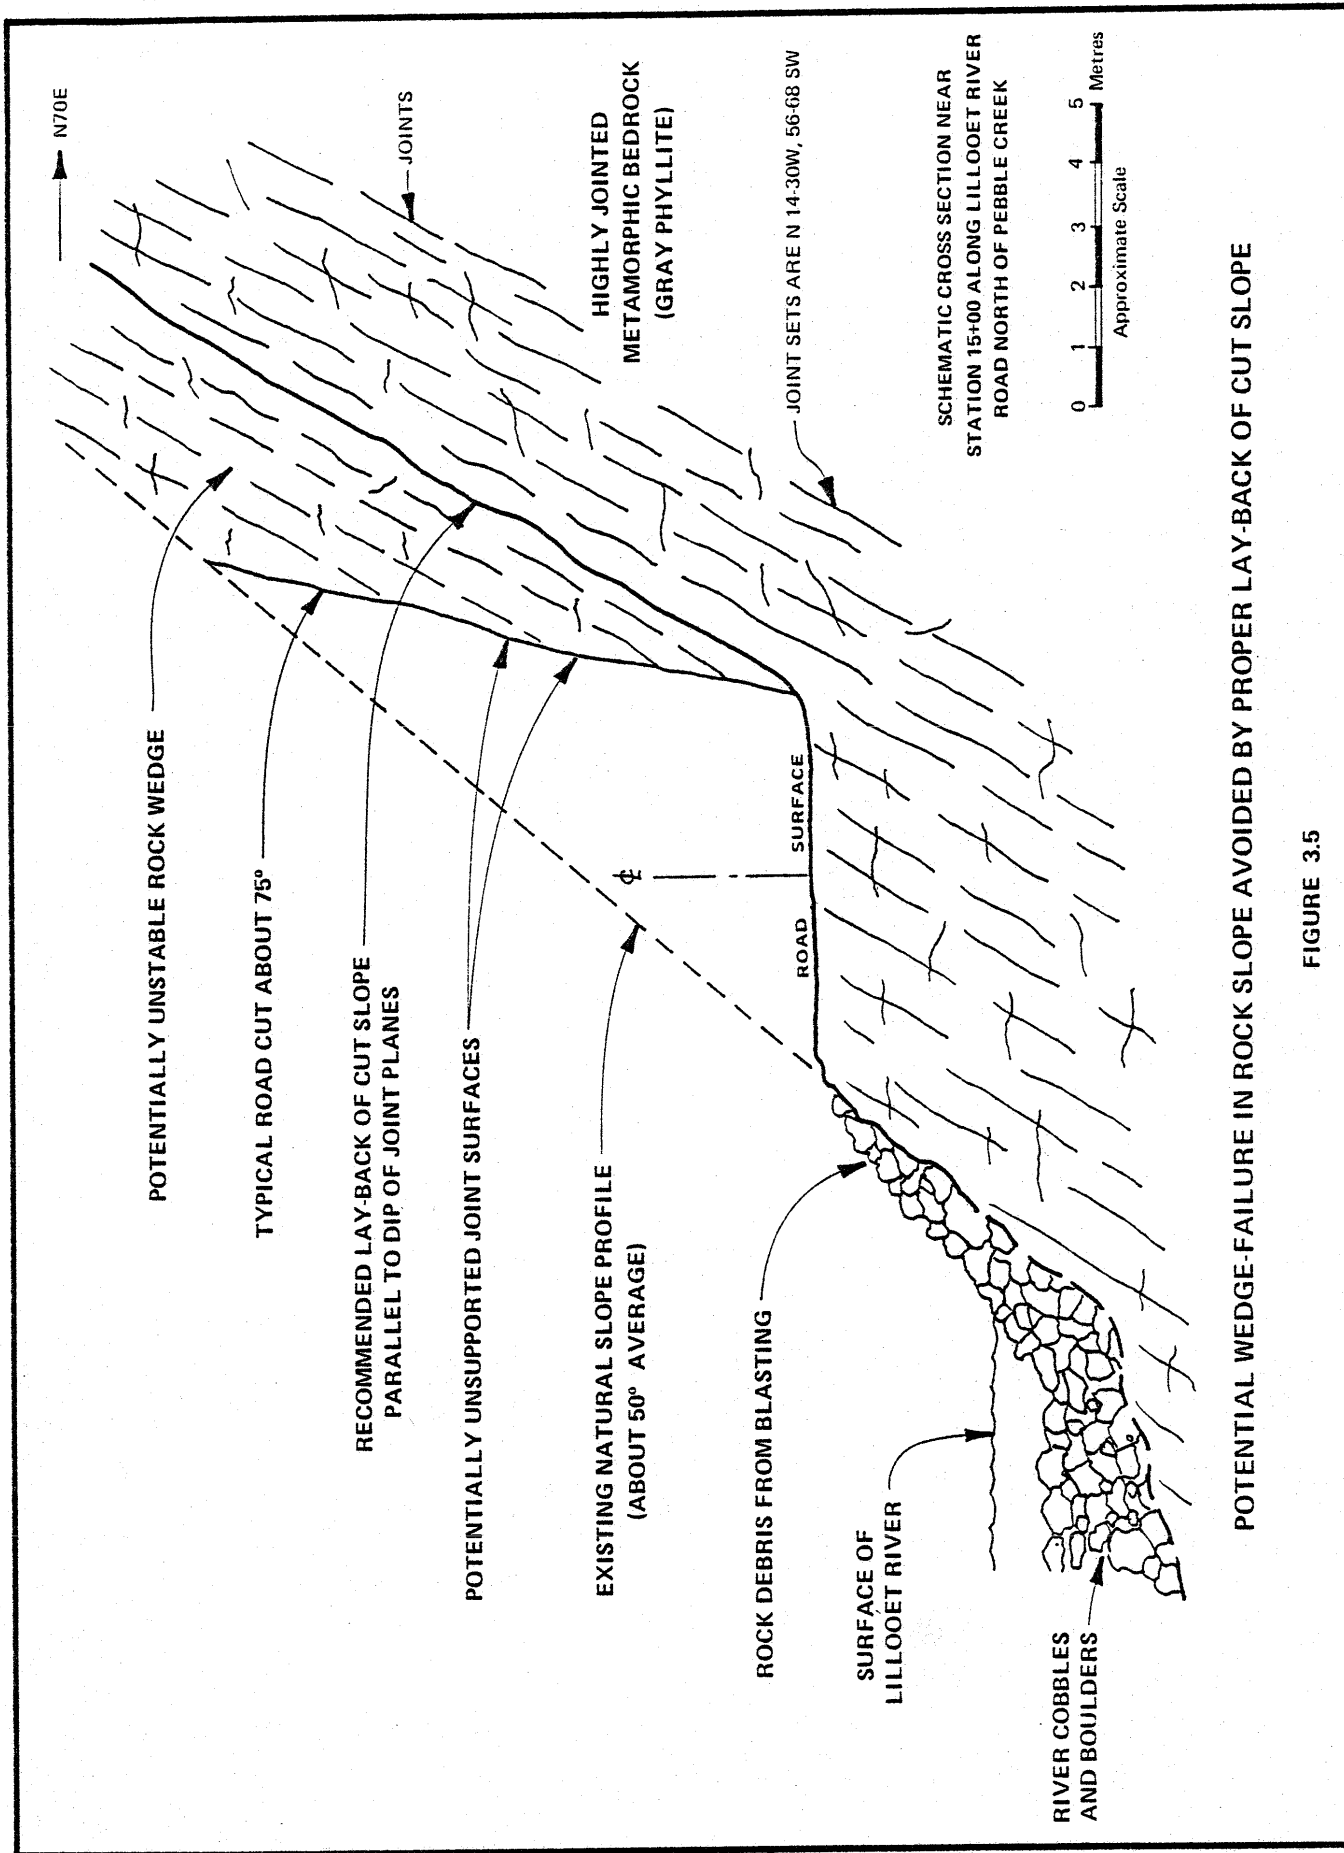 N70E
POTENTIALLY UNSTABLE ROCK WEDGE
TYPICAL ROAD CUT ABOUT 75º
RECOMMENDED LAY-BACK OF CUT SLOPE
PARALLEL TO DIP OF JOINT PLANES
POTENTIALLY UNSUPPORTED JOINT SURFACES
EXISTING NATURAL SLOPE PROFILE
(ABOUT 50º AVERAGE)
ROCK DEBRIS FROM BLASTING
SURFACE OF
LILLOOET RIVER
RIVER COBBLES
AND BOULDERS
℄
ROAD SURFACE
JOINTS
HIGHLY JOINTED
METAMORPHIC BEDROCK
(GRAY PHYLLITE)
JOINT SETS ARE N 14-30W, 56-68 SW
SCHEMATIC CROSS SECTION NEAR
STATION 15+00 ALONG LILLOOET RIVER
ROAD NORTH OF PEBBLE CREEK
0 1 2 3 4 5 Metres
Approximate Scale
POTENTIAL WEDGE-FAILURE IN ROCK SLOPE AVOIDED BY PROPER LAY-BACK OF CUT SLOPE
FIGURE 3.5